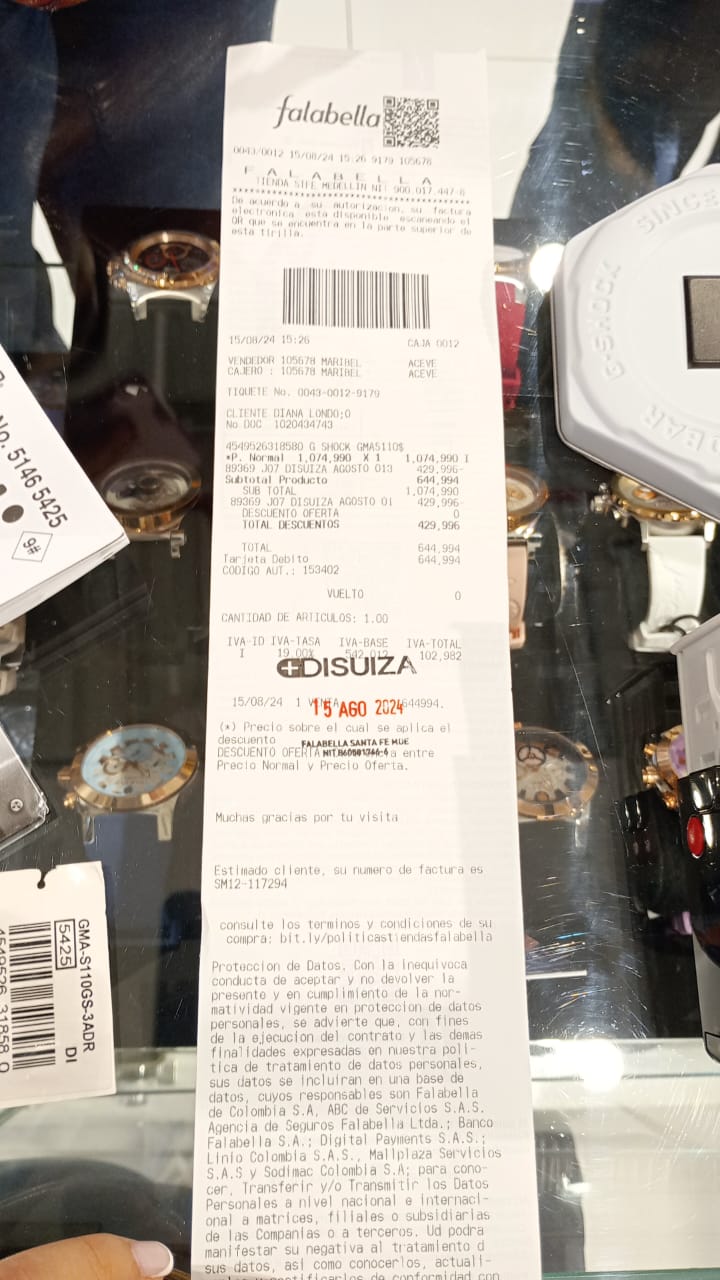 falabella
0043/0012 15/08/24 15:26 9179 105678
F A L A B E L L A
TIENDA STFE MEDELLIN NIT 900.017.447-8
De acuerdo a su autorizacion, su factura
electronica esta disponible escaneando el
QR que se encuentra en la parte superior de
esta tirilla.
15/08/24 15:26 CAJA 0012
VENDEDOR 105678 MARIBEL ACEVE
CAJERO : 105678 MARIBEL ACEVE
TIQUETE No. 0043-0012-9179
CLIENTE DIANA LONDO;O
No DOC 1020434743
4549526318580 G SHOCK GMA5110$
*P. Normal 1,074,990 X 1 1,074,990 I
89369 J07 DISUIZA AGOSTO 013 429,996-
Subtotal Producto 644,994
SUB TOTAL 1,074,990
89369 J07 DISUIZA AGOSTO 01 429,996-
DESCUENTO OFERTA 0
TOTAL DESCUENTOS 429,996
TOTAL 644,994
Tarjeta Debito 644,994
CODIGO AUT.: 153402
VUELTO 0
CANTIDAD DE ARTICULOS: 1.00
IVA-ID IVA-TASA IVA-BASE IVA-TOTAL
I 19.00% 542,012 102,982
DISUIZA
15/08/24 1 VENTA 644994.
15 AGO 2024
(*) Precio sobre el cual se aplica el
descuento
FALABELLA SANTA FE MDE
DESCUENTO OFERTA entre
Precio Normal y Precio Oferta.
Muchas gracias por tu visita
Estimado cliente, su numero de factura es
SM12-117294
consulte los terminos y condiciones de su
compra: bit.ly/politicastiendasfalabella
Proteccion de Datos. Con la inequivoca
conducta de aceptar y no devolver la
presente y en cumplimiento de la nor-
matividad vigente en proteccion de datos
personales, se advierte que, con fines
de la ejecucion del contrato y las demas
finalidades expresadas en nuestra poli-
tica de tratamiento de datos personales,
sus datos se incluiran en una base de
datos, cuyos responsables son Falabella
de Colombia S.A, ABC de Servicios S.A.S.
Agencia de Seguros Falabella Ltda.; Banco
Falabella S.A.; Digital Payments S.A.S.;
Linio Colombia S.A.S., Mallplaza Servicios
S.A.S y Sodimac Colombia S.A; para cono-
cer, Transferir y/o Transmitir los Datos
Personales a nivel nacional e internaci-
onal a matrices, filiales o subsidiarias
de las Companias o a terceros. Ud podra
manifestar su negativa al tratamiento d
sus datos, asi como conocerlos, actuali-
de conformidad con
No. 5146 5425
9#
GMA-S110GS-3ADR
5425 DI
4549526 31858 0
SINCE
G-SHOCK